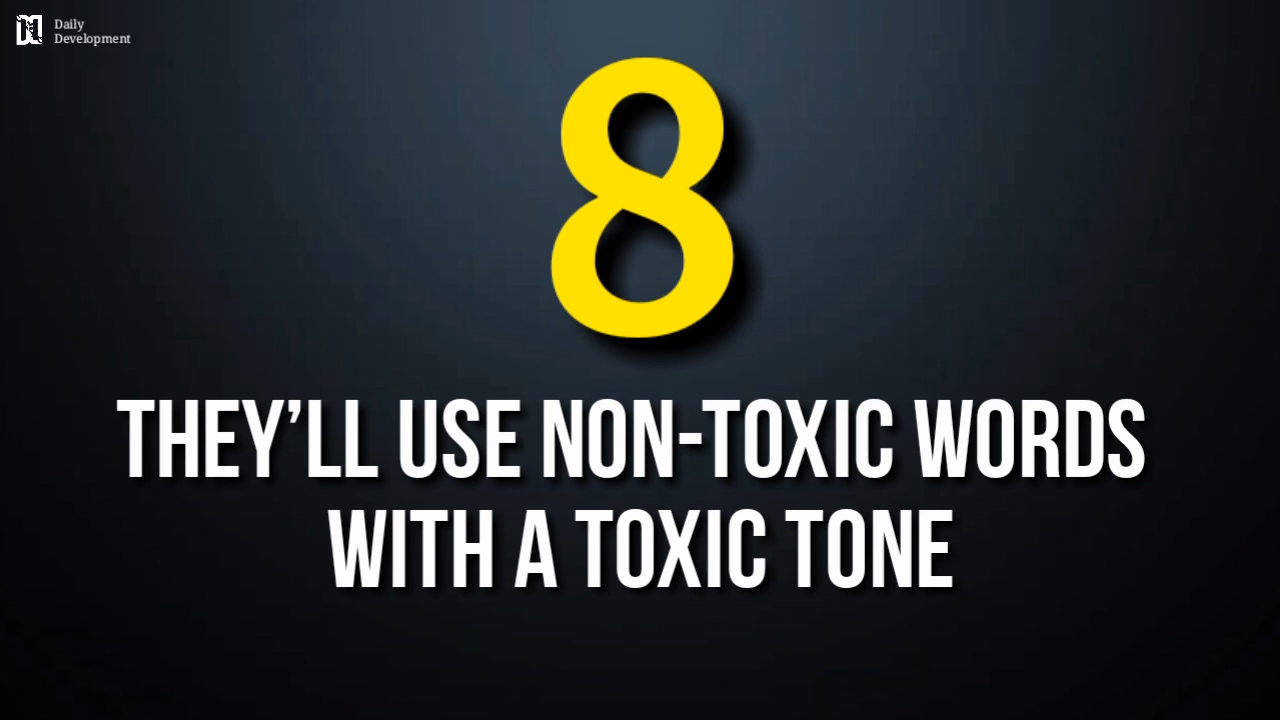 Daily
Development
8
THEY’LL USE NON-TOXIC WORDS
WITH A TOXIC TONE